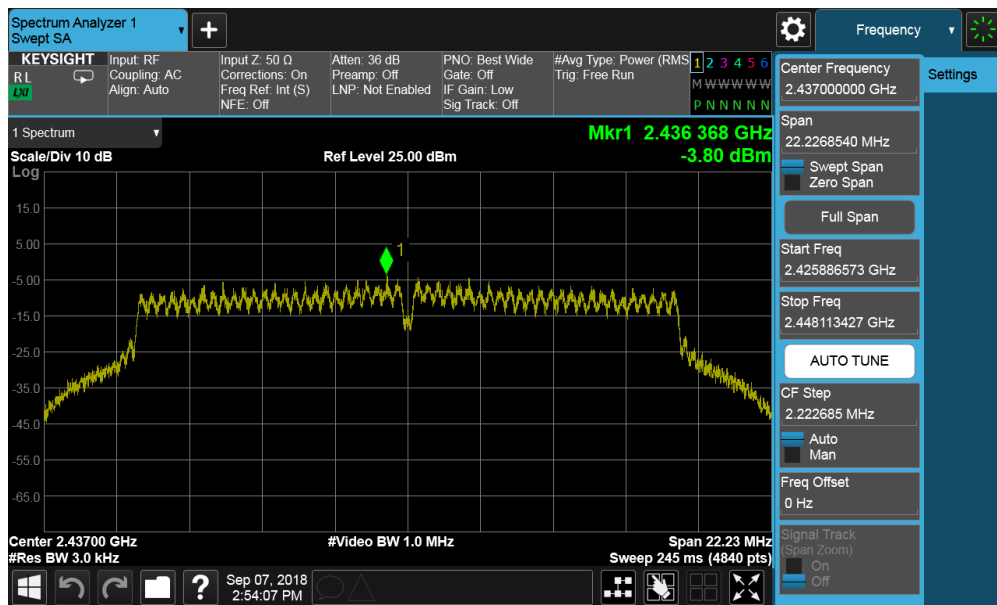 Spectrum Analyzer 1
Swept SA
Frequency
KEYSIGHT
R L
LXI
Input: RF
Coupling: AC
Align: Auto
Input Z: 50 Ω
Corrections: On
Freq Ref: Int (S)
NFE: Off
Atten: 36 dB
Preamp: Off
LNP: Not Enabled
PNO: Best Wide
Gate: Off
IF Gain: Low
Sig Track: Off
#Avg Type: Power (RMS
Trig: Free Run
1 2 3 4 5 6
M W W W W W
P N N N N N
Center Frequency
2.437000000 GHz
Settings
Span
22.2268540 MHz
Swept Span
Zero Span
Full Span
Start Freq
2.425886573 GHz
Stop Freq
2.448113427 GHz
AUTO TUNE
CF Step
2.222685 MHz
Auto
Man
Freq Offset
0 Hz
Signal Track
(Span Zoom)
On
Off
1 Spectrum
Mkr1 2.436 368 GHz
Scale/Div 10 dB
Ref Level 25.00 dBm
-3.80 dBm
Log
15.0
5.00
1
-5.00
-15.0
-25.0
-35.0
-45.0
-55.0
-65.0
Center 2.43700 GHz
#Video BW 1.0 MHz
Span 22.23 MHz
#Res BW 3.0 kHz
Sweep 245 ms (4840 pts)
?
Sep 07, 2018
2:54:07 PM